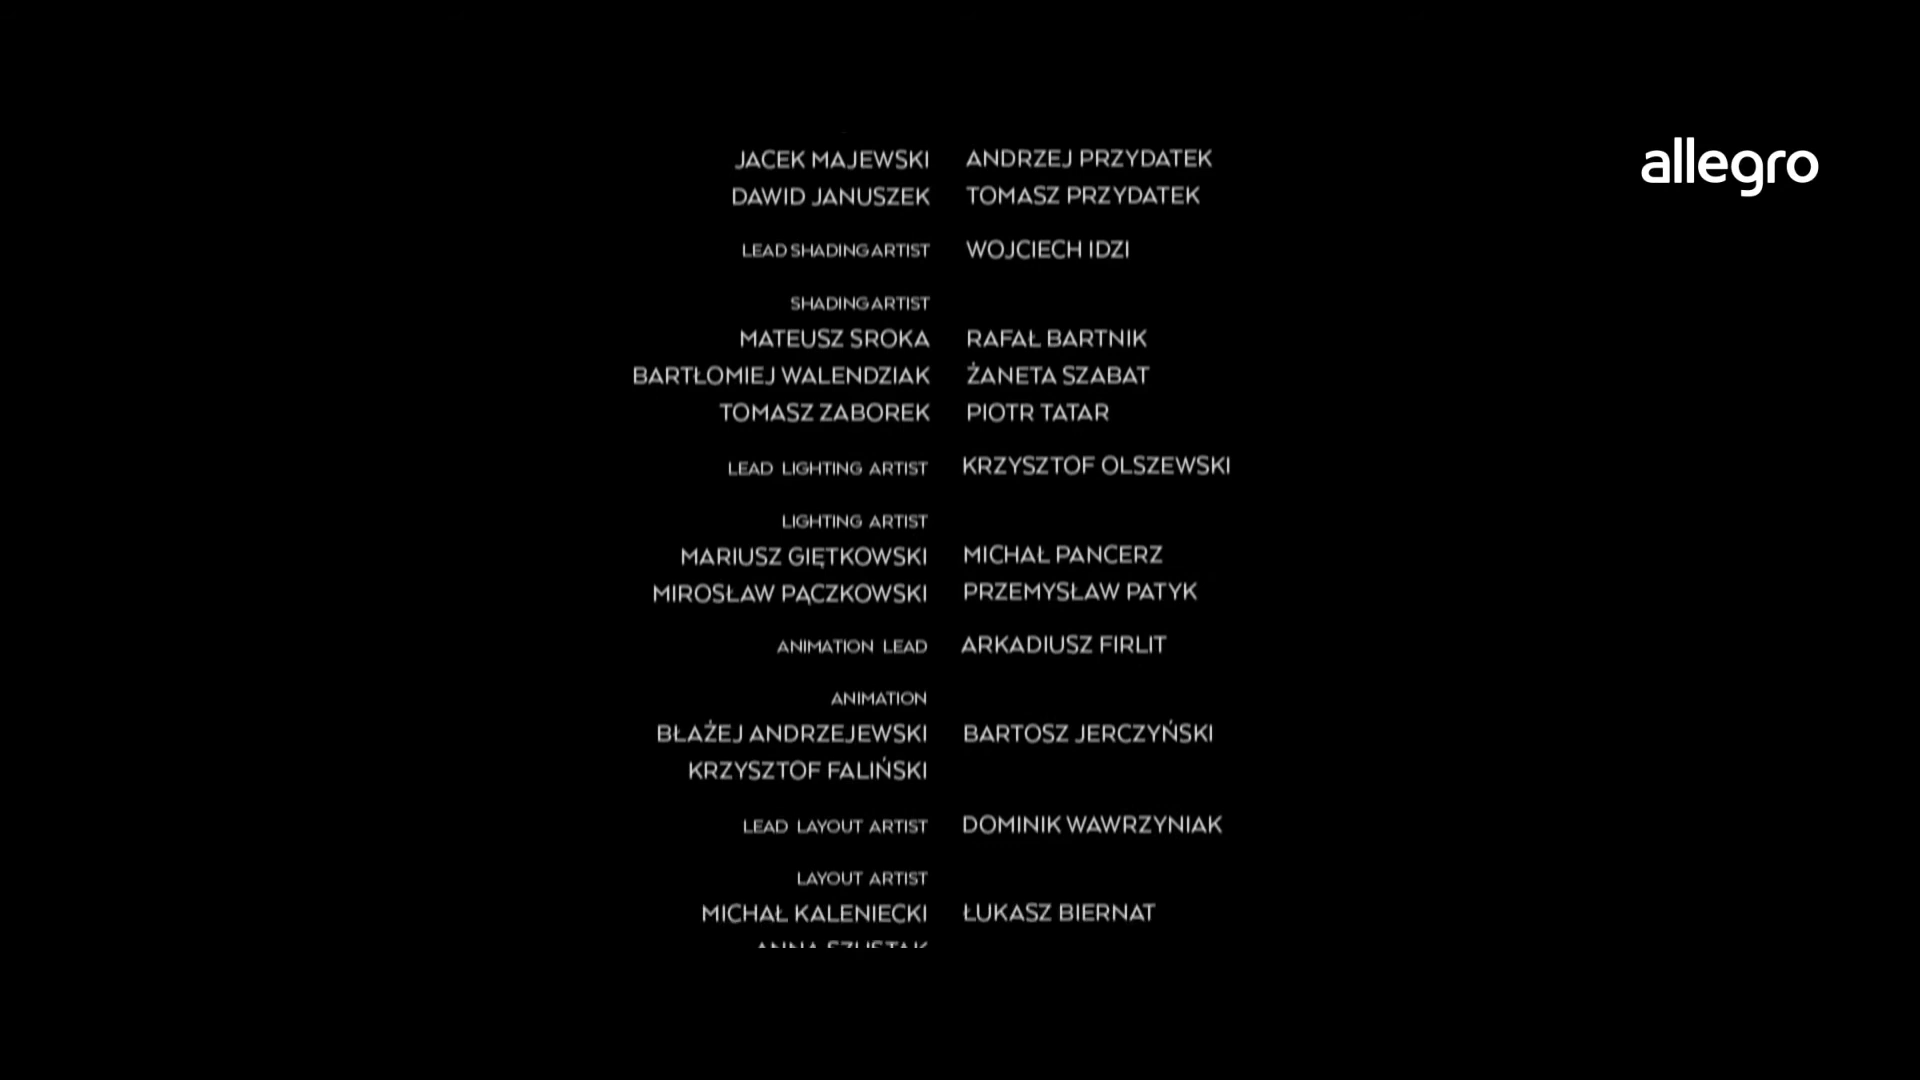 allegro
JACEK MAJEWSKI ANDRZEJ PRZYDATEK
DAWID JANUSZEK TOMASZ PRZYDATEK
LEAD SHADING ARTIST WOJCIECH IDZI
SHADING ARTIST
MATEUSZ SROKA RAFAŁ BARTNIK
BARTŁOMIEJ WALENDZIAK ŻANETA SZABAT
TOMASZ ZABOREK PIOTR TATAR
LEAD LIGHTING ARTIST KRZYSZTOF OLSZEWSKI
LIGHTING ARTIST
MARIUSZ GIĘTKOWSKI MICHAŁ PANCERZ
MIROSŁAW PĄCZKOWSKI PRZEMYSŁAW PATYK
ANIMATION LEAD ARKADIUSZ FIRLIT
ANIMATION
BŁAŻEJ ANDRZEJEWSKI BARTOSZ JERCZYŃSKI
KRZYSZTOF FALIŃSKI
LEAD LAYOUT ARTIST DOMINIK WAWRZYNIAK
LAYOUT ARTIST
MICHAŁ KALENIECKI ŁUKASZ BIERNAT
ANNA SZUSTAK